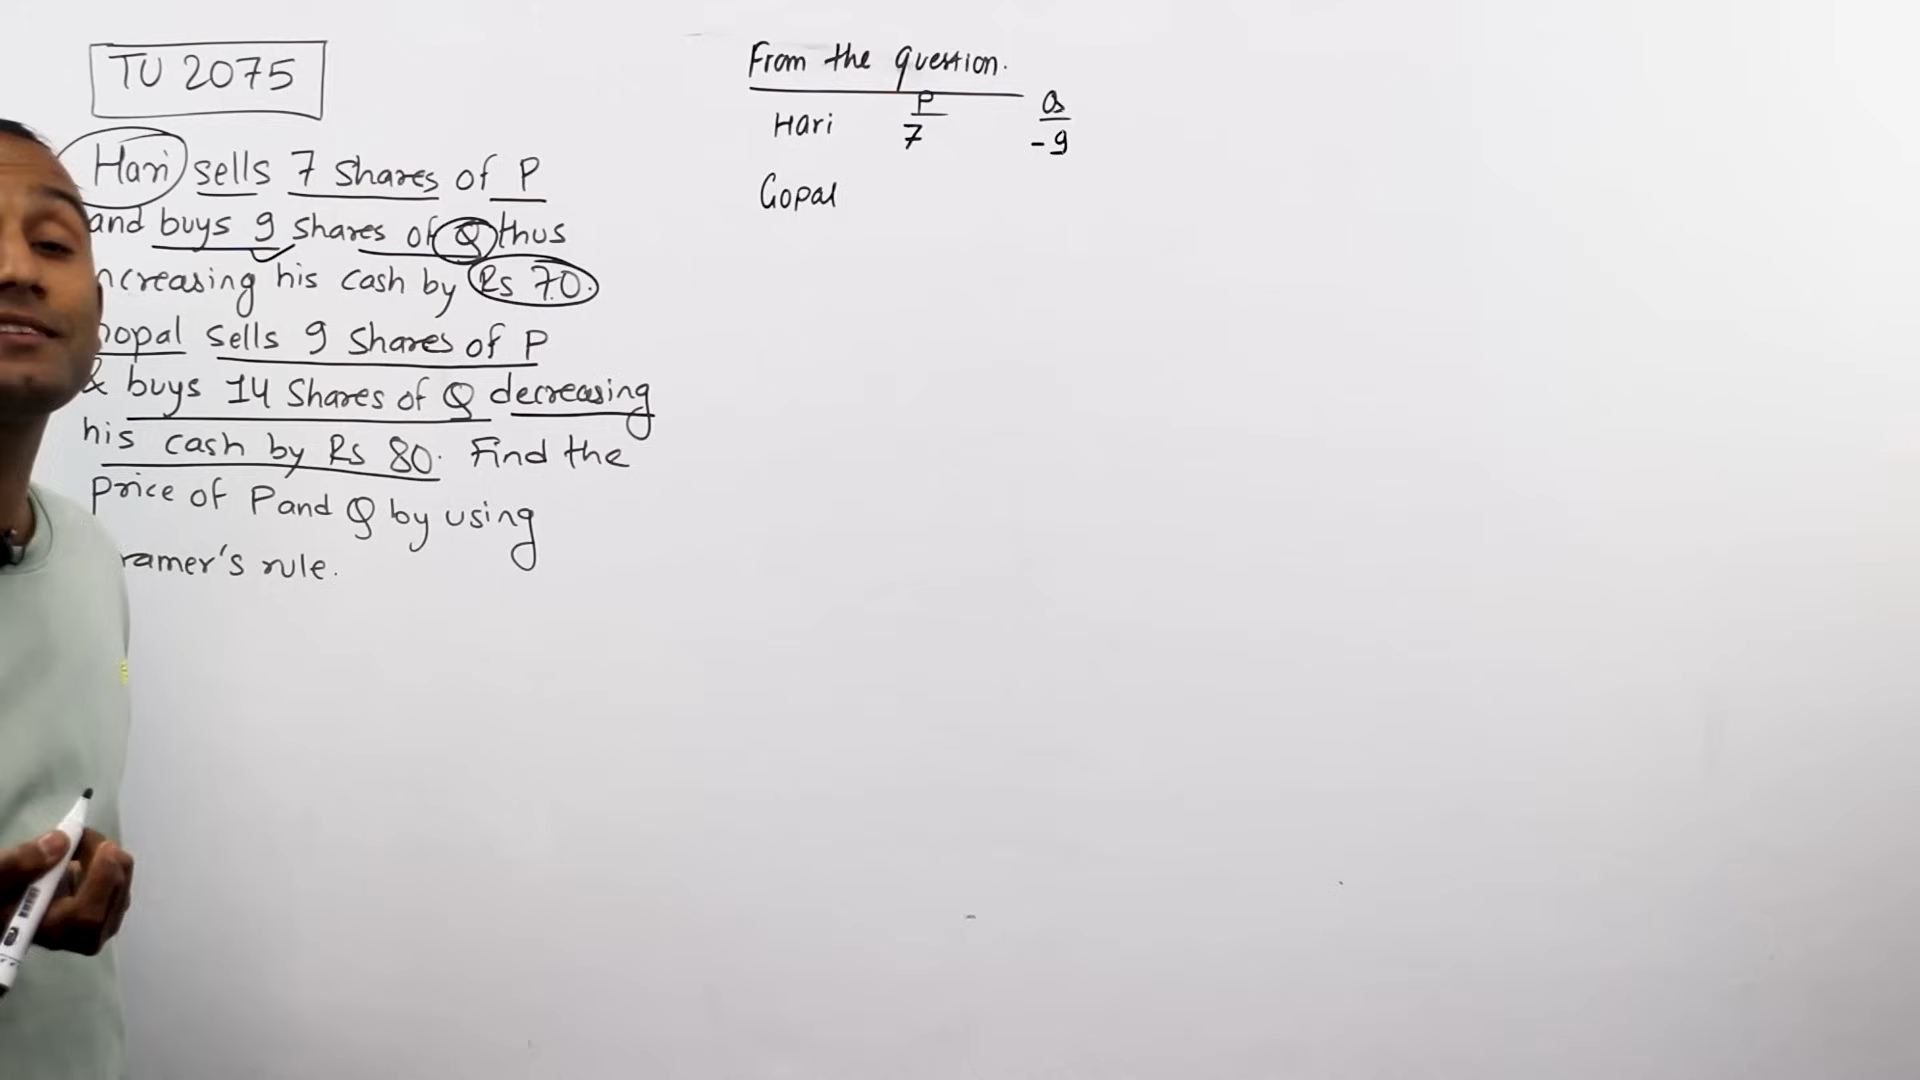 TU 2075
Hari sells 7 shares of P
and buys 9 shares of Q thus
ncreasing his cash by Rs 70.
opal sells 9 shares of P
& buys 14 Shares of Q decreasing
his cash by Rs 80. Find the
price of P and Q by using
ramer's rule.
From the question.
P Q
Hari 7 -9
Gopal